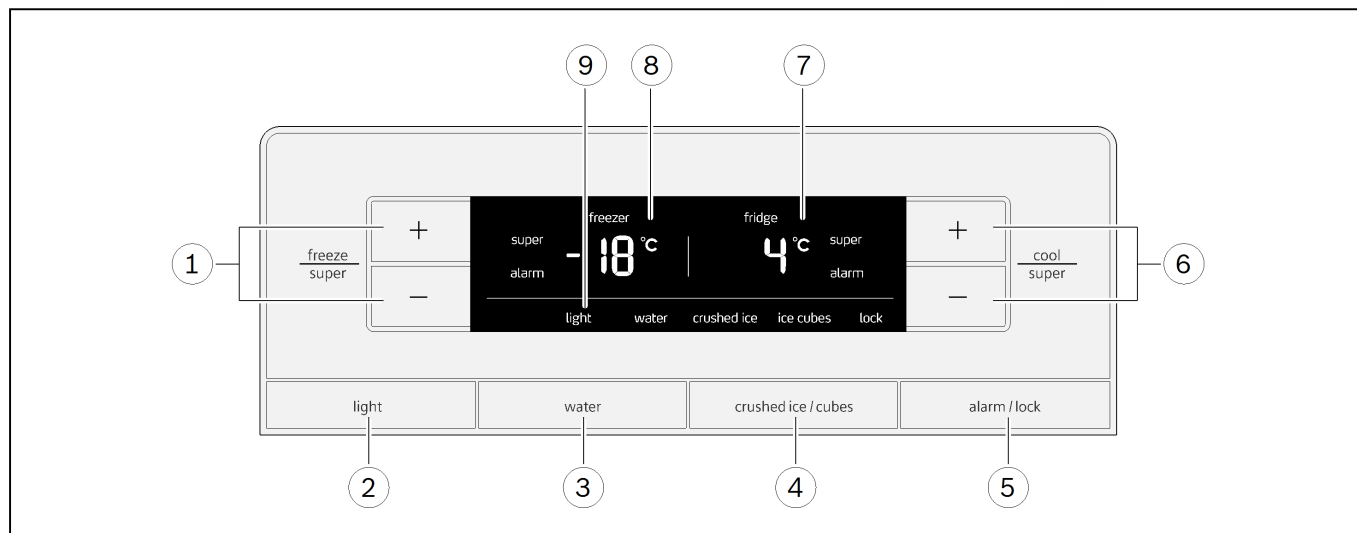 9 8 7
freezer fridge
+ super -18 °C 4 °C super +
1 freeze cool 6
super super
− alarm alarm −
light water crushed ice ice cubes lock
light water crushed ice / cubes alarm / lock
2 3 4 5